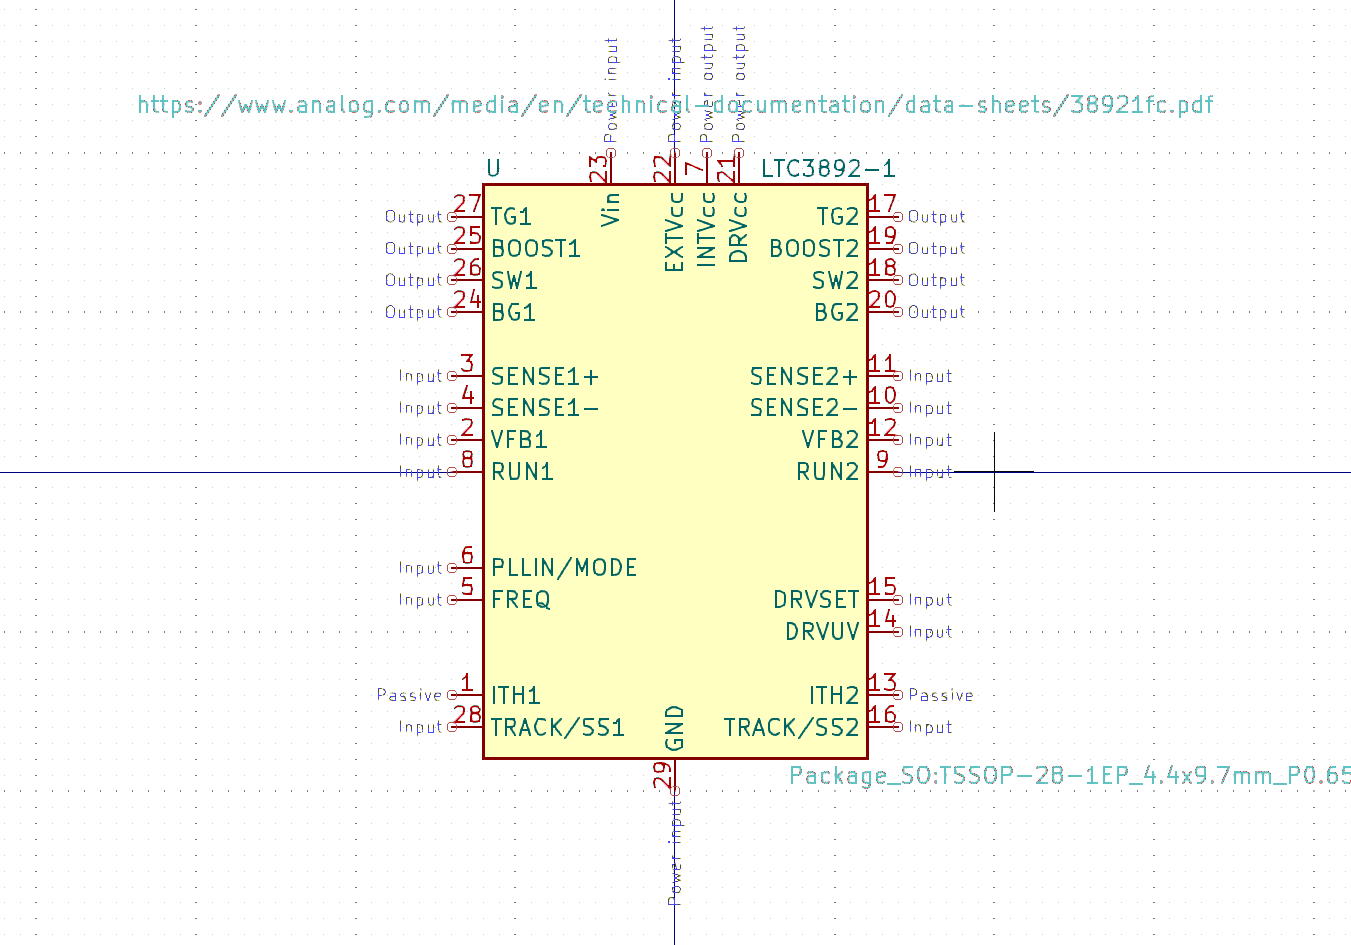 Power input
Power input
Power output
Power output
https://www.analog.com/media/en/technical-documentation/data-sheets/38921fc.pdf
23
22
7
21
U
LTC3892-1
Vin
EXTVcc
INTVcc
DRVcc
Output 27 TG1
TG2 17 Output
Output 25 BOOST1
BOOST2 19 Output
Output 26 SW1
SW2 18 Output
Output 24 BG1
BG2 20 Output
Input 3 SENSE1+
SENSE2+ 11 Input
Input 4 SENSE1-
SENSE2- 10 Input
Input 2 VFB1
VFB2 12 Input
Input 8 RUN1
RUN2 9 Input
Input 6 PLLIN/MODE
Input 5 FREQ
DRVSET 15 Input
DRVUV 14 Input
Passive 1 ITH1
ITH2 13 Passive
Input 28 TRACK/SS1
TRACK/SS2 16 Input
GND
29
Power input
Package_SO:TSSOP-28-1EP_4.4x9.7mm_P0.65